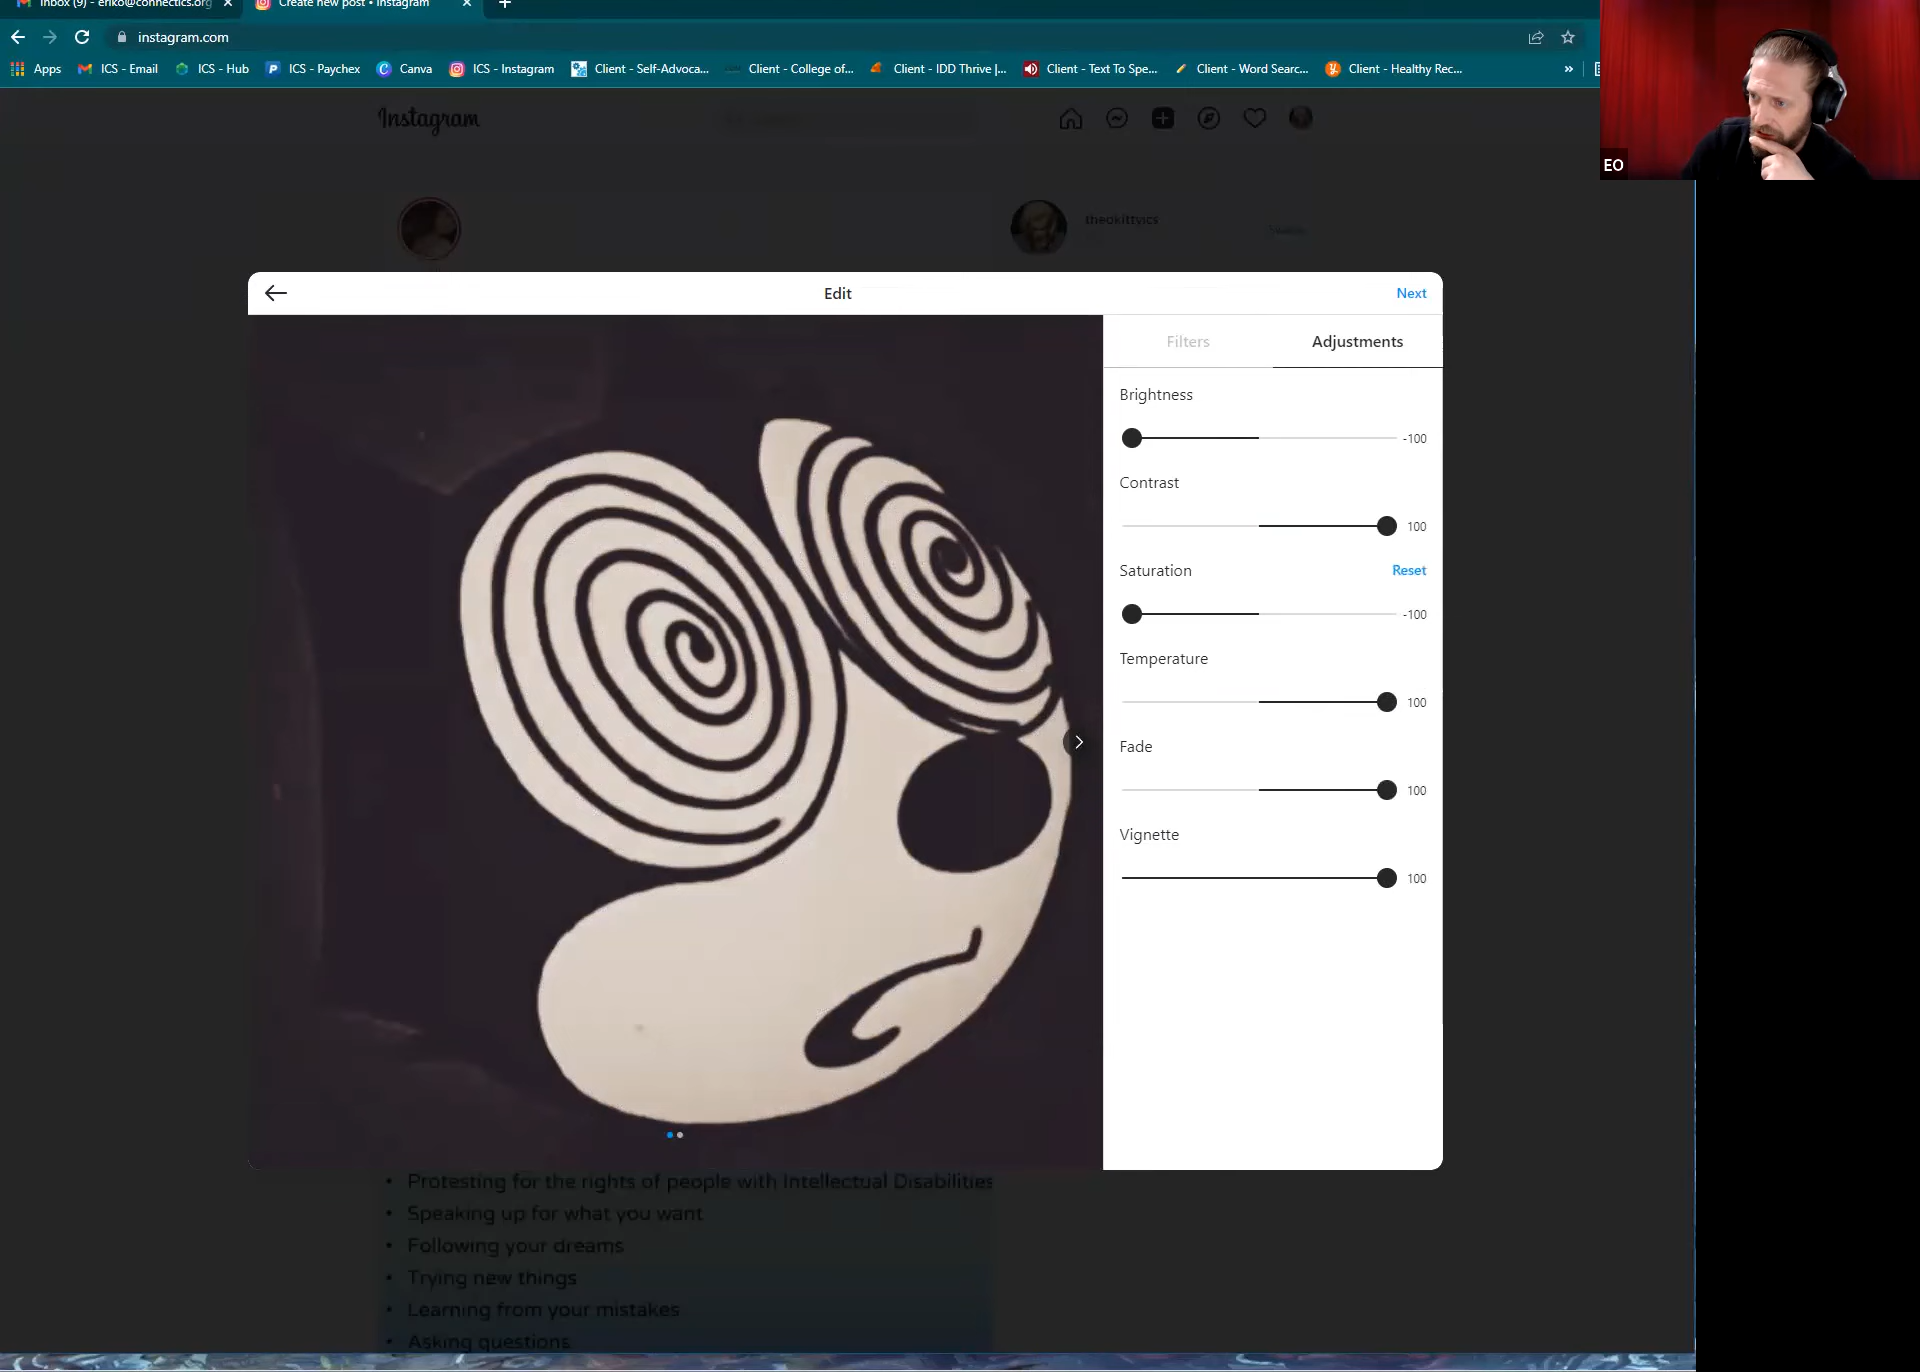 Inbox (9) - eriko@connectics.org
Create new post • Instagram
instagram.com
Apps
ICS - Email
ICS - Hub
ICS - Paychex
Canva
ICS - Instagram
Client - Self-Advoca...
Client - College of...
Client - IDD Thrive |...
Client - Text To Spe...
Client - Word Searc...
Client - Healthy Rec...
»
EO
Instagram
theokittyics
Edit
Next
Filters
Adjustments
Brightness
-100
Contrast
100
Saturation
Reset
-100
Temperature
100
Fade
100
Vignette
100
• Protesting for the rights of people with Intellectual Disabilities
• Speaking up for what you want
• Following your dreams
• Trying new things
• Learning from your mistakes
• Asking questions